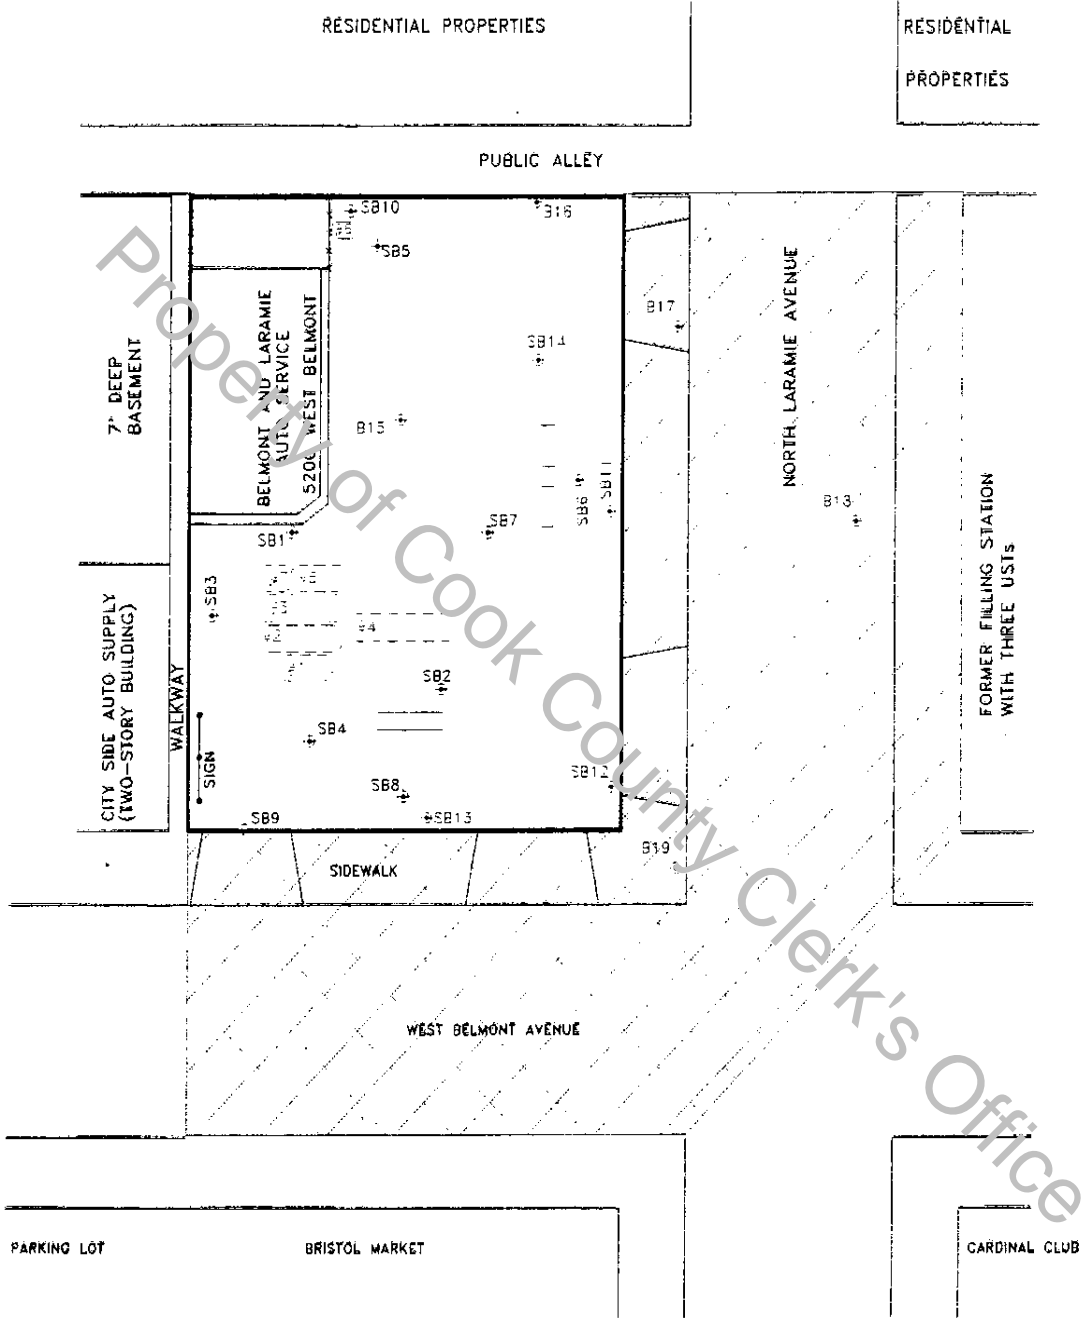 RESIDENTIAL PROPERTIES
RESIDENTIAL
PROPERTIES
PUBLIC ALLEY
SB10
B16
SB5
B17
SB14
B15
BELMONT AND LARAMIE
AUTO SERVICE
5200 WEST BELMONT
7' DEEP
BASEMENT
NORTH LARAMIE AVENUE
SB6
SB11
B13
SB7
SB1
SB3
FORMER FILLING STATION
WITH THREE USTs
CITY SIDE AUTO SUPPLY
(TWO-STORY BUILDING)
WALKWAY
SIGN
SB2
SB4
SB8
SB12
SB9
SB13
B19
SIDEWALK
WEST BELMONT AVENUE
PARKING LOT
BRISTOL MARKET
CARDINAL CLUB
Property of Cook County Clerk's Office